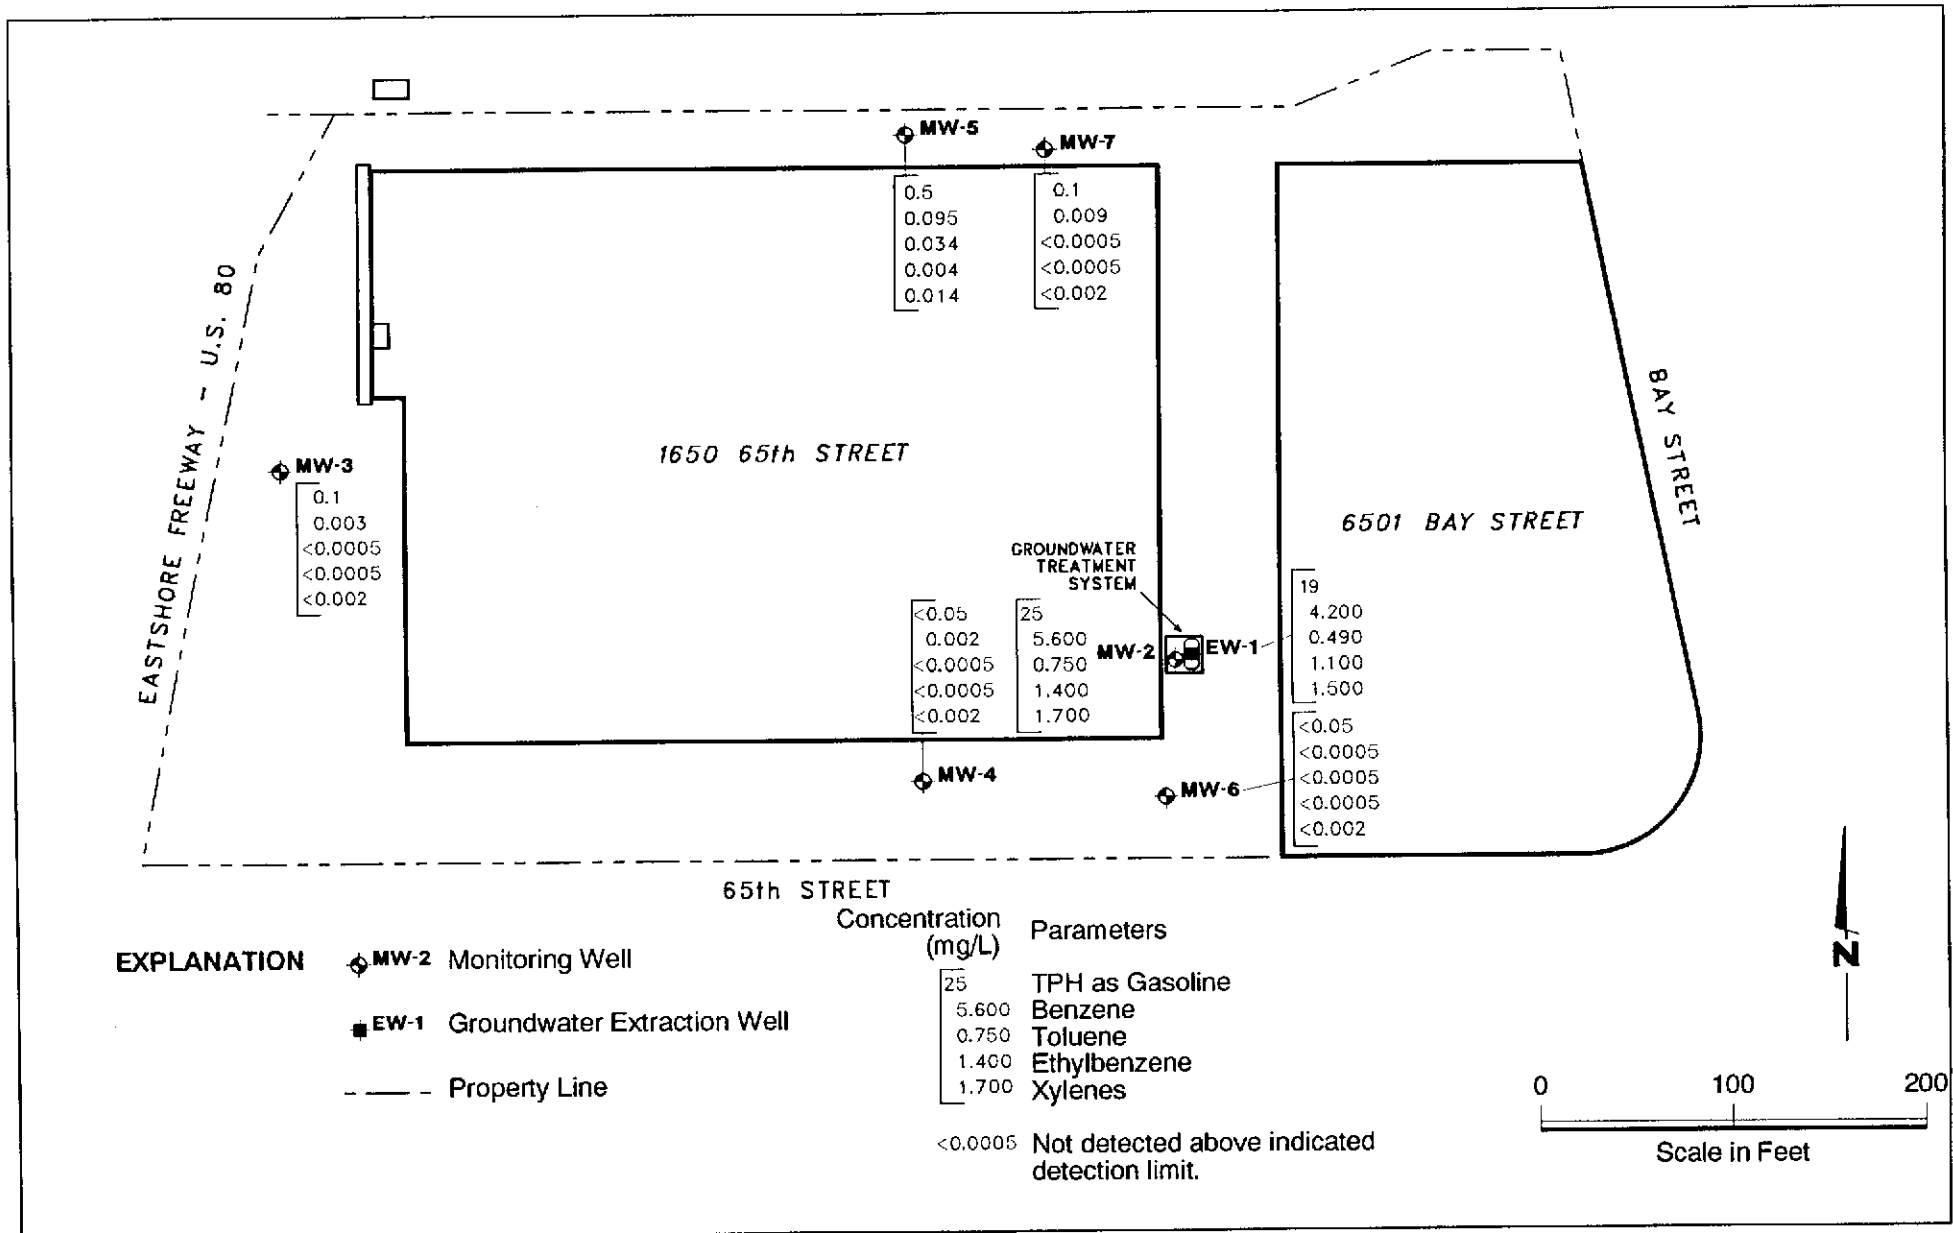 MW-5
MW-7
0.5
0.095
0.034
0.004
0.014
0.1
0.009
<0.0005
<0.0005
<0.002
EASTSHORE FREEWAY - U.S. 80
1650 65th STREET
BAY STREET
MW-3
0.1
0.003
<0.0005
<0.0005
<0.002
6501 BAY STREET
GROUNDWATER
TREATMENT
SYSTEM
<0.05
0.002
<0.0005
<0.0005
<0.002
25
5.600
0.750
1.400
1.700
MW-2
EW-1
19
4.200
0.490
1.100
1.500
<0.05
<0.0005
<0.0005
<0.0005
<0.002
MW-4
MW-6
65th STREET
EXPLANATION
MW-2 Monitoring Well
EW-1 Groundwater Extraction Well
Property Line
Concentration
(mg/L)
Parameters
25 TPH as Gasoline
5.600 Benzene
0.750 Toluene
1.400 Ethylbenzene
1.700 Xylenes
<0.0005 Not detected above indicated
detection limit.
N
0 100 200
Scale in Feet